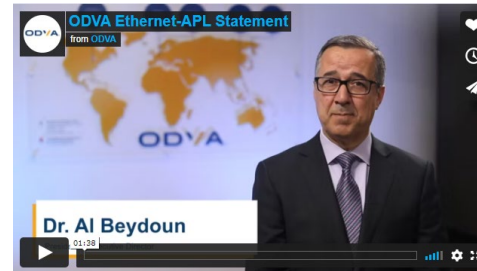 ODVA Ethernet-APL Statement
ODVA
from ODVA
ODVA
Dr. Al Beydoun
01:38